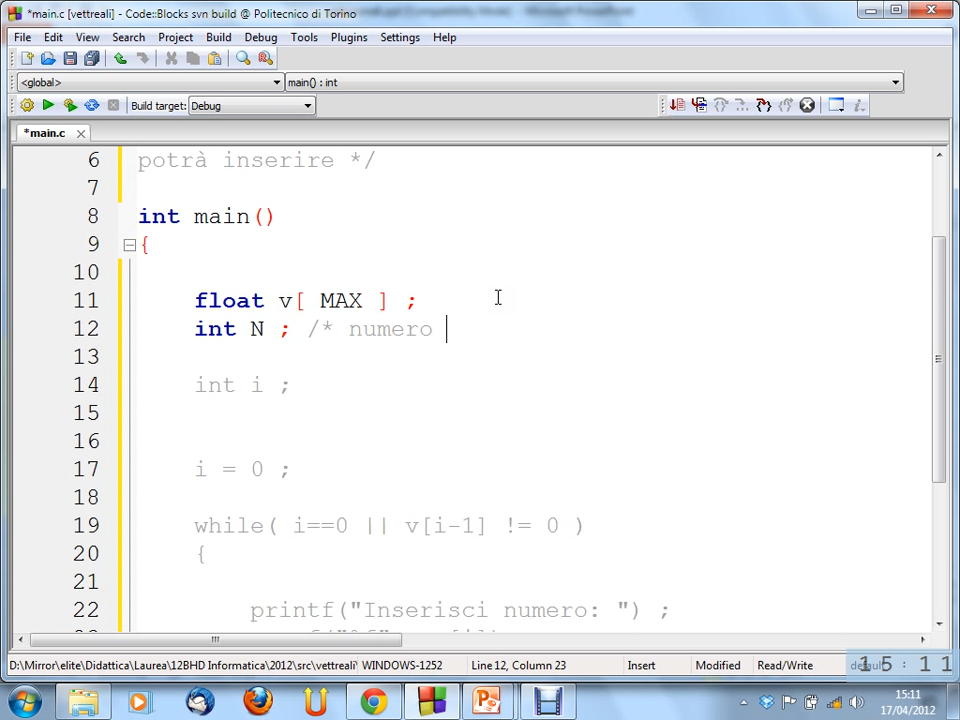 *main.c [vettreali] - Code::Blocks svn build @ Politecnico di Torino
File Edit View Search Project Build Debug Tools Plugins Settings Help
<global> main() : int
Build target: Debug
*main.c
6 potrà inserire */
7
8 int main()
9 {
10
11 float v[ MAX ] ;
12 int N ; /* numero
13
14 int i ;
15
16
17 i = 0 ;
18
19 while( i==0 || v[i-1] != 0 )
20 {
21
22 printf("Inserisci numero: ") ;
D:\Mirror\elite\Didattica\Laurea\12BHD Informatica\2012\src\vettreali\ WINDOWS-1252 Line 12, Column 23 Insert Modified Read/Write default
15:11
15:11
17/04/2012